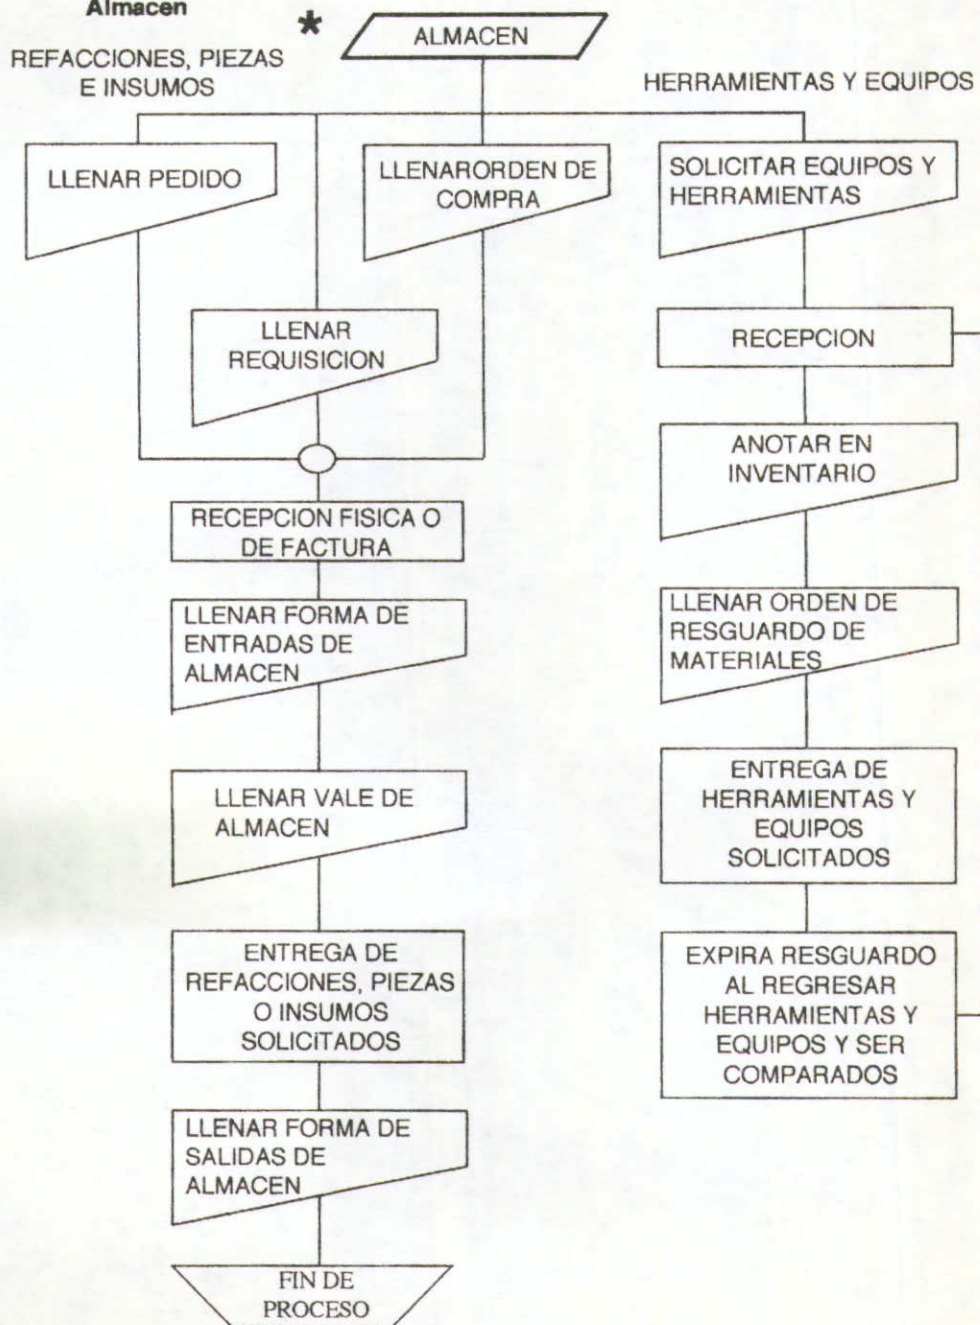 Almacen
*
ALMACEN
REFACCIONES, PIEZAS
E INSUMOS
HERRAMIENTAS Y EQUIPOS
LLENAR PEDIDO
LLENARORDEN DE
COMPRA
SOLICITAR EQUIPOS Y
HERRAMIENTAS
LLENAR
REQUISICION
RECEPCION
ANOTAR EN
INVENTARIO
RECEPCION FISICA O
DE FACTURA
LLENAR FORMA DE
ENTRADAS DE
ALMACEN
LLENAR ORDEN DE
RESGUARDO DE
MATERIALES
LLENAR VALE DE
ALMACEN
ENTREGA DE
HERRAMIENTAS Y
EQUIPOS
SOLICITADOS
ENTREGA DE
REFACCIONES, PIEZAS
O INSUMOS
SOLICITADOS
EXPIRA RESGUARDO
AL REGRESAR
HERRAMIENTAS Y
EQUIPOS Y SER
COMPARADOS
LLENAR FORMA DE
SALIDAS DE
ALMACEN
FIN DE
PROCESO